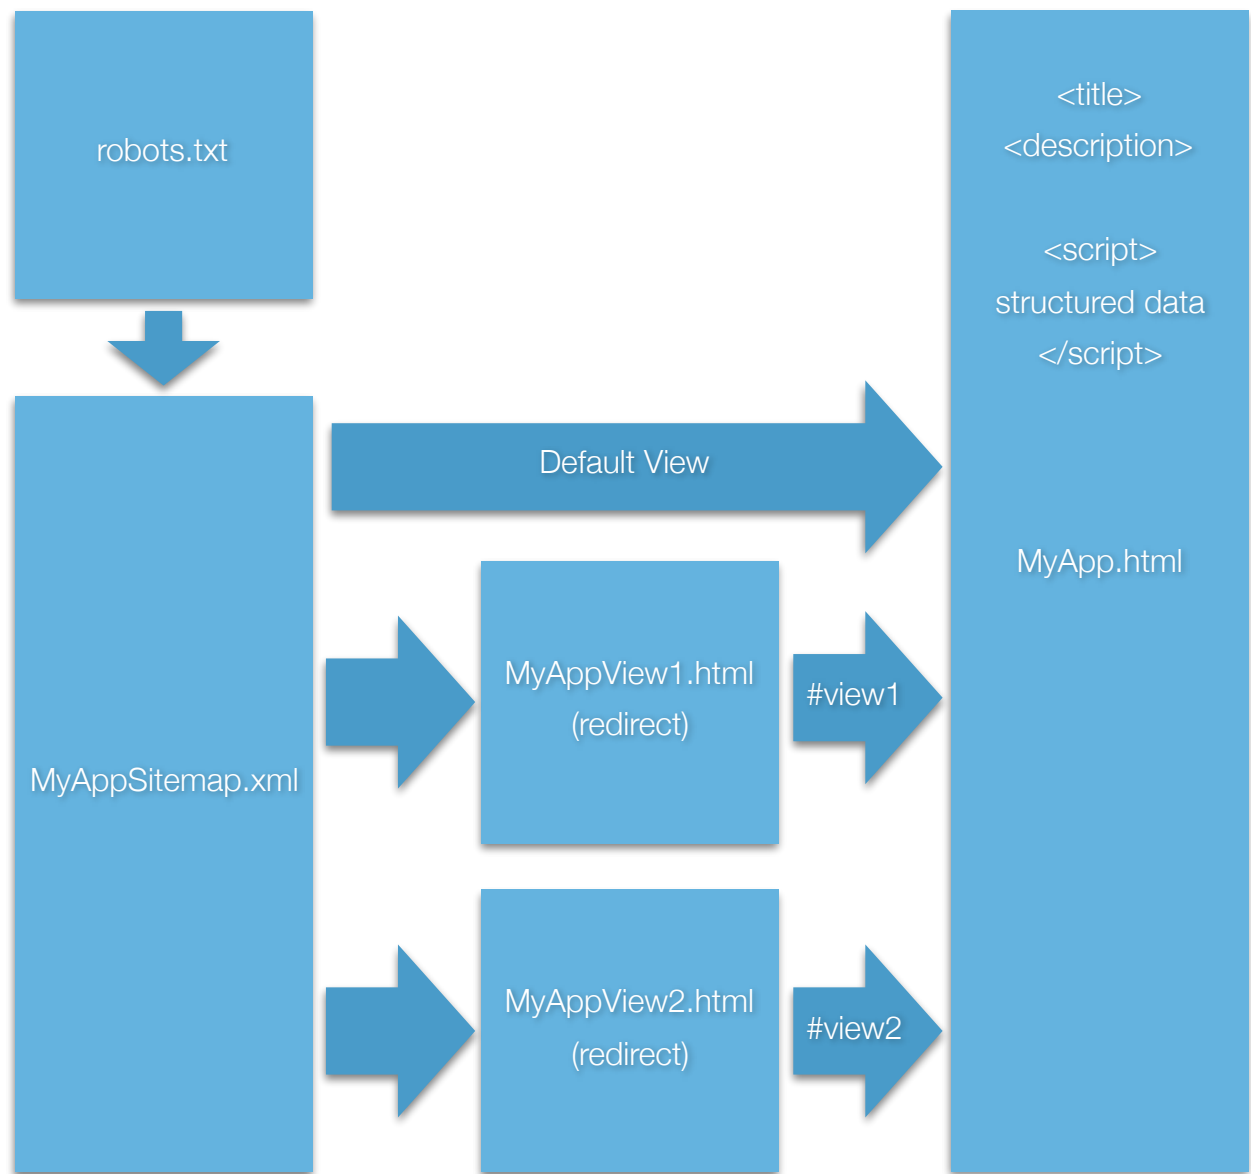 robots.txt
<title>
<description>
<script>
structured data
</script>
Default View
MyApp.html
MyAppView1.html
(redirect)
#view1
MyAppSitemap.xml
MyAppView2.html
(redirect)
#view2